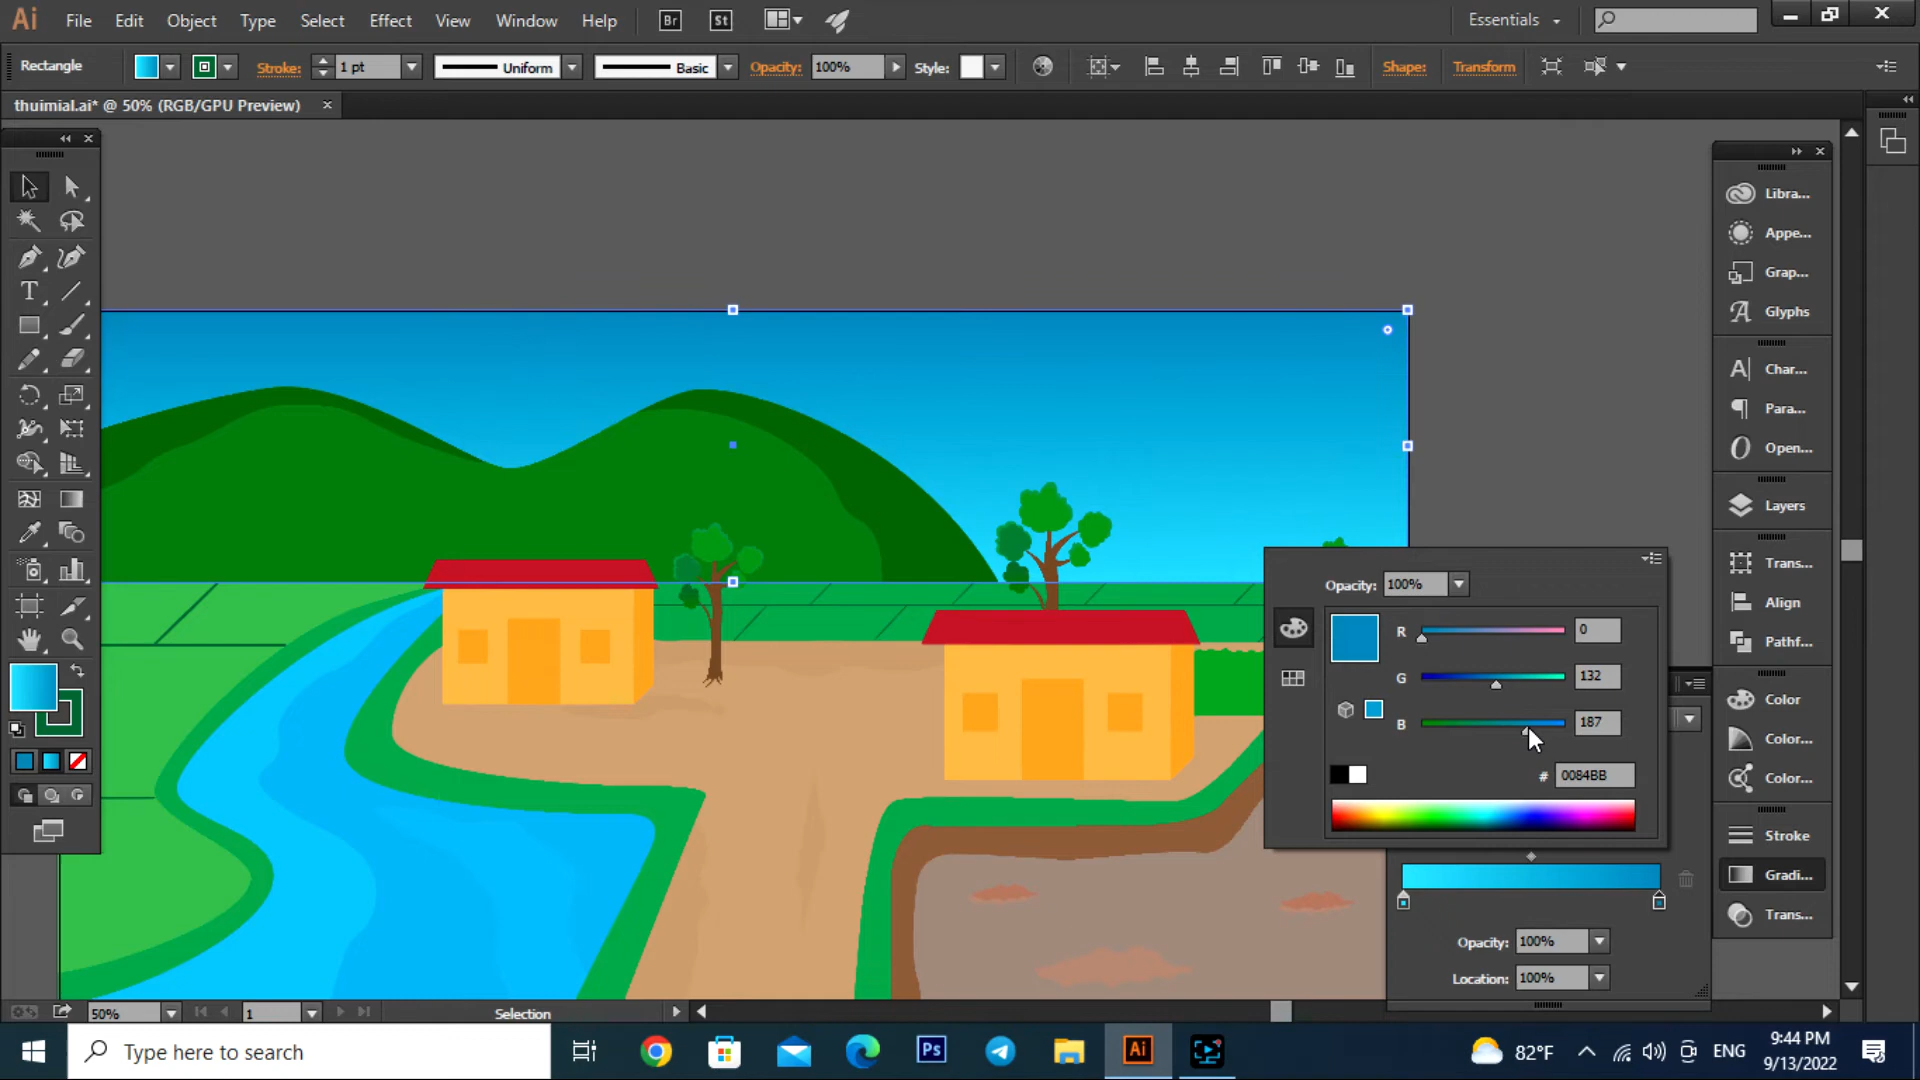 Ai File Edit Object Type Select Effect View Window Help Br St Essentials
Rectangle Stroke: 1 pt Uniform Basic Opacity: 100% Style: Shape: Transform
thuimial.ai* @ 50% (RGB/GPU Preview)
Libra...
Appe...
Grap...
Glyphs
Char...
Para...
Open...
Layers
Trans...
Align
Pathf...
Color
Color...
Color...
Stroke
Gradi...
Trans...
Opacity: 100%
R 0
G 132
B 187
# 0084BB
Opacity: 100%
Location: 100%
50% 1 Selection
Type here to search
Ps
Ai
82°F
ENG
9:44 PM
9/13/2022